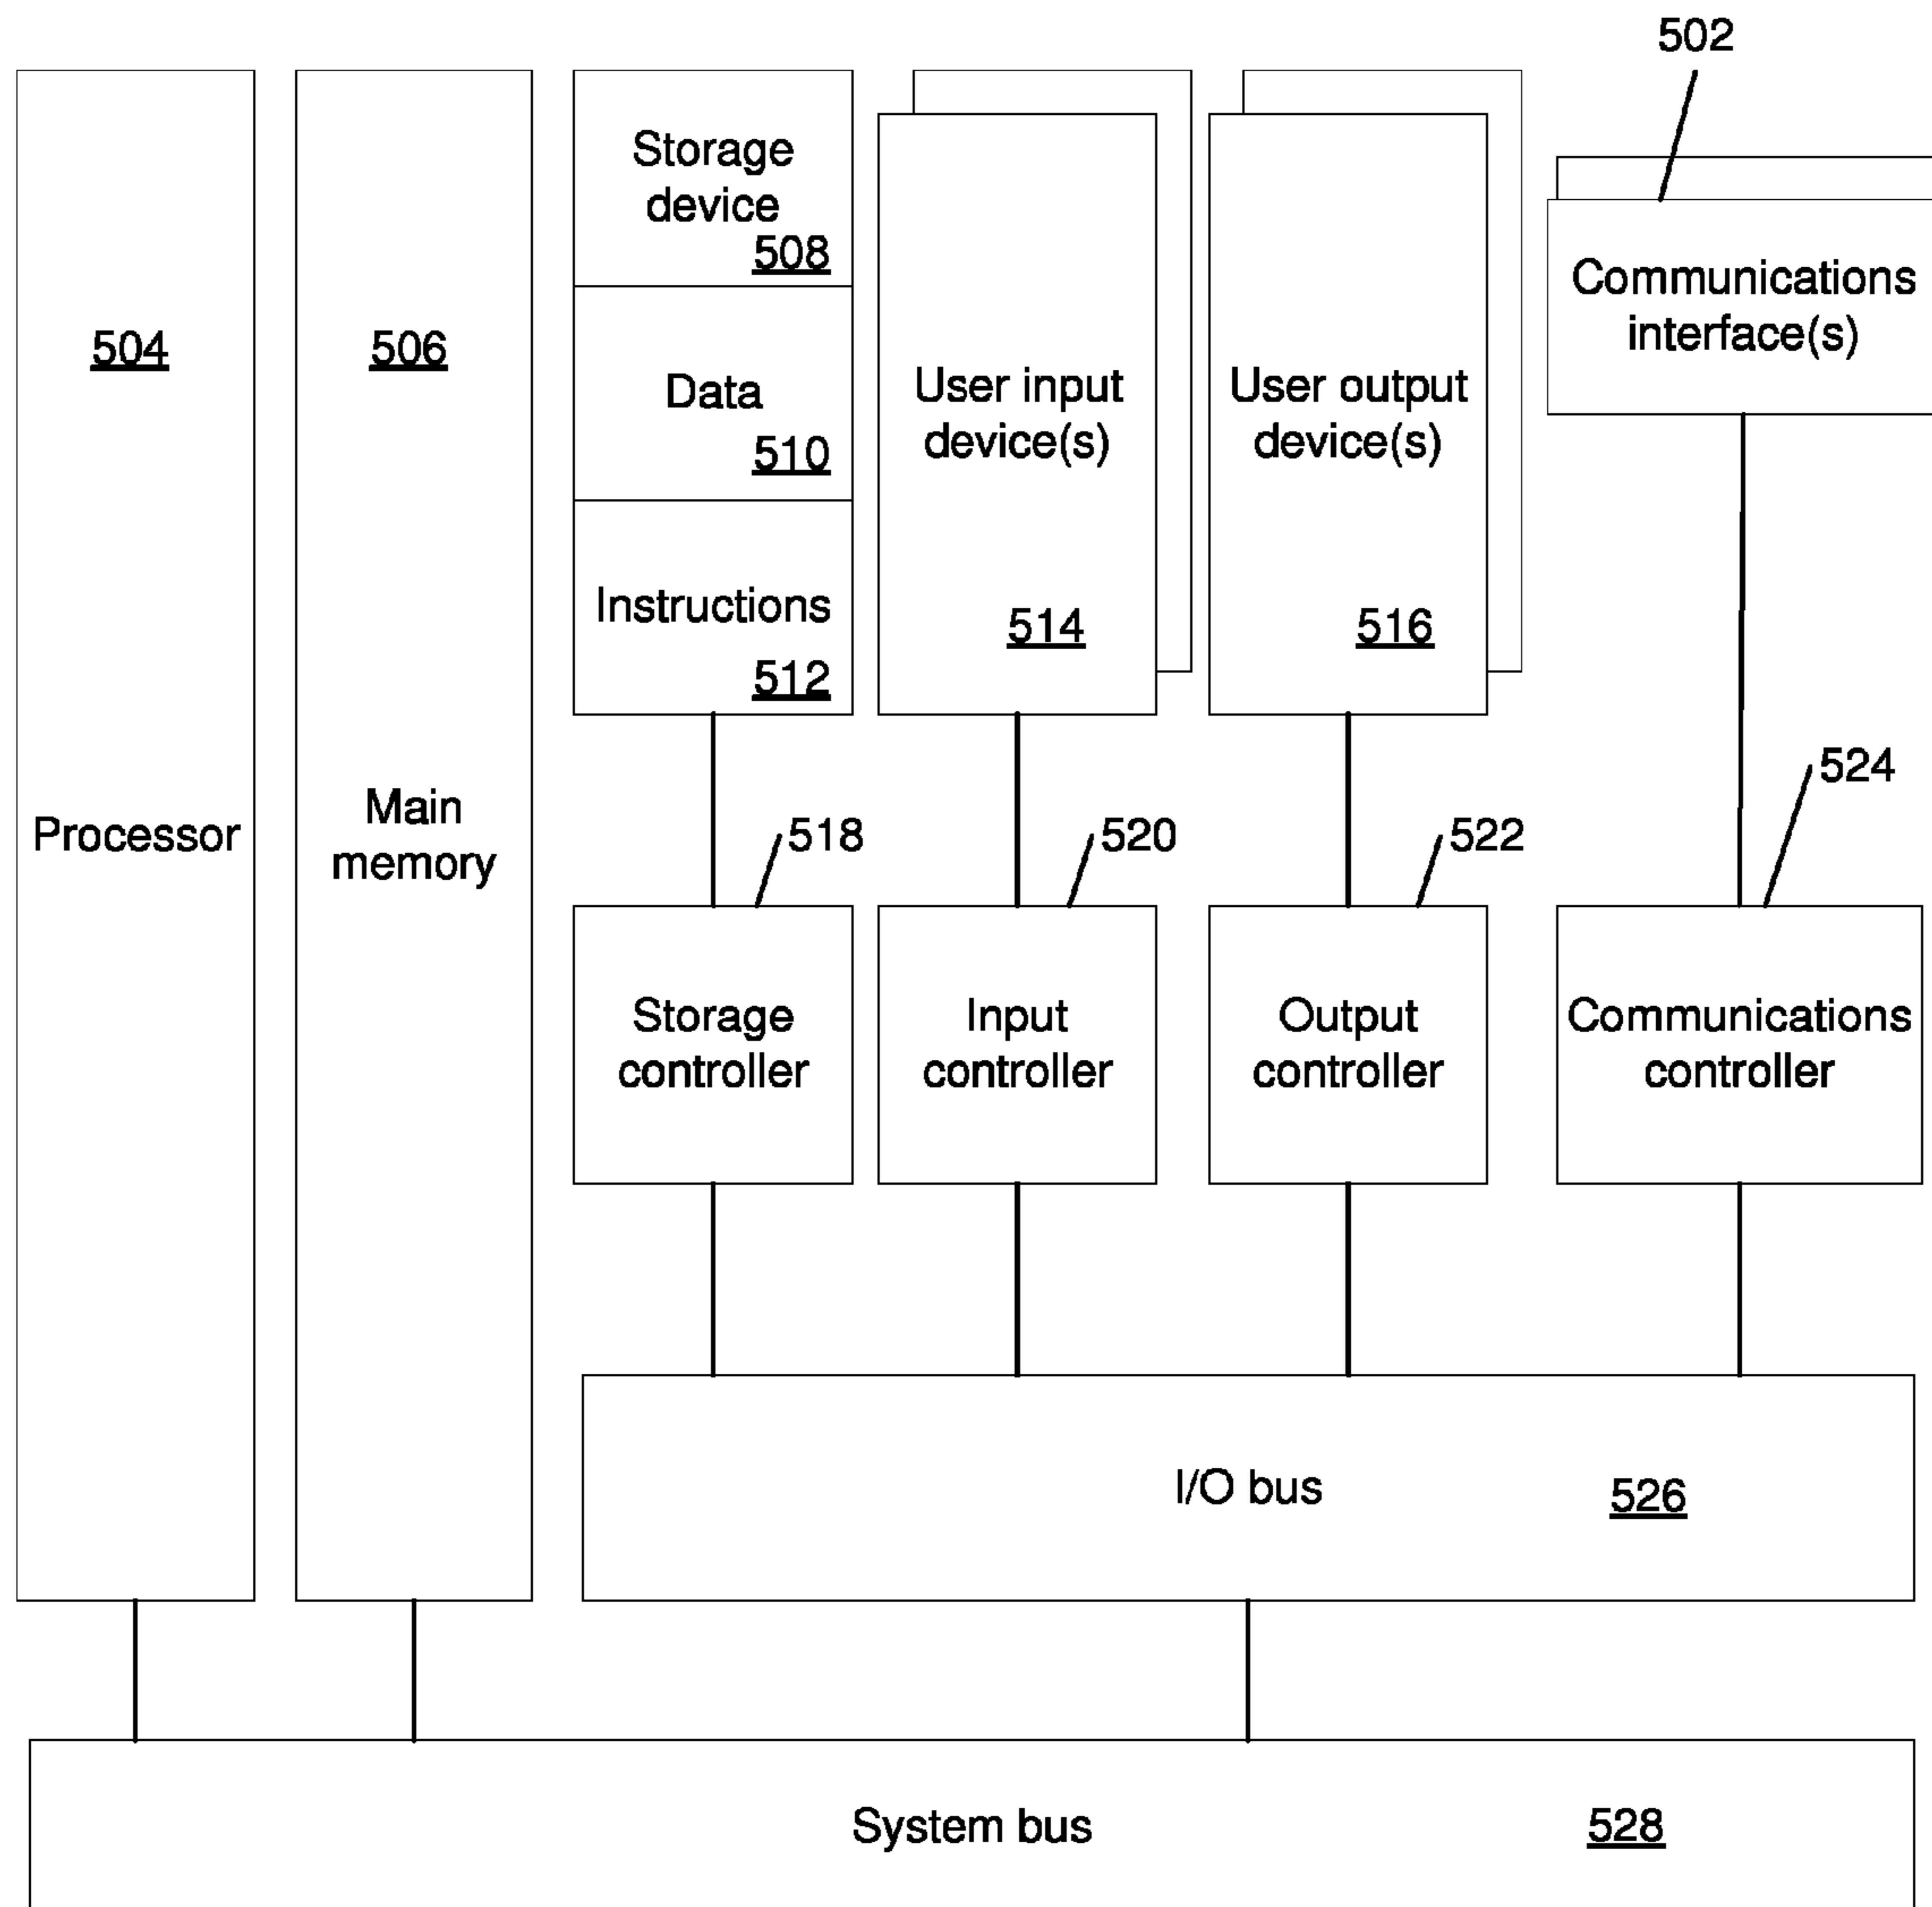 502
Storage
device
508
504
506
Data
510
User input
device(s)
User output
device(s)
Communications
interface(s)
Instructions
512
514
516
Processor
Main
memory
518
520
522
524
Storage
controller
Input
controller
Output
controller
Communications
controller
I/O bus
526
System bus
528